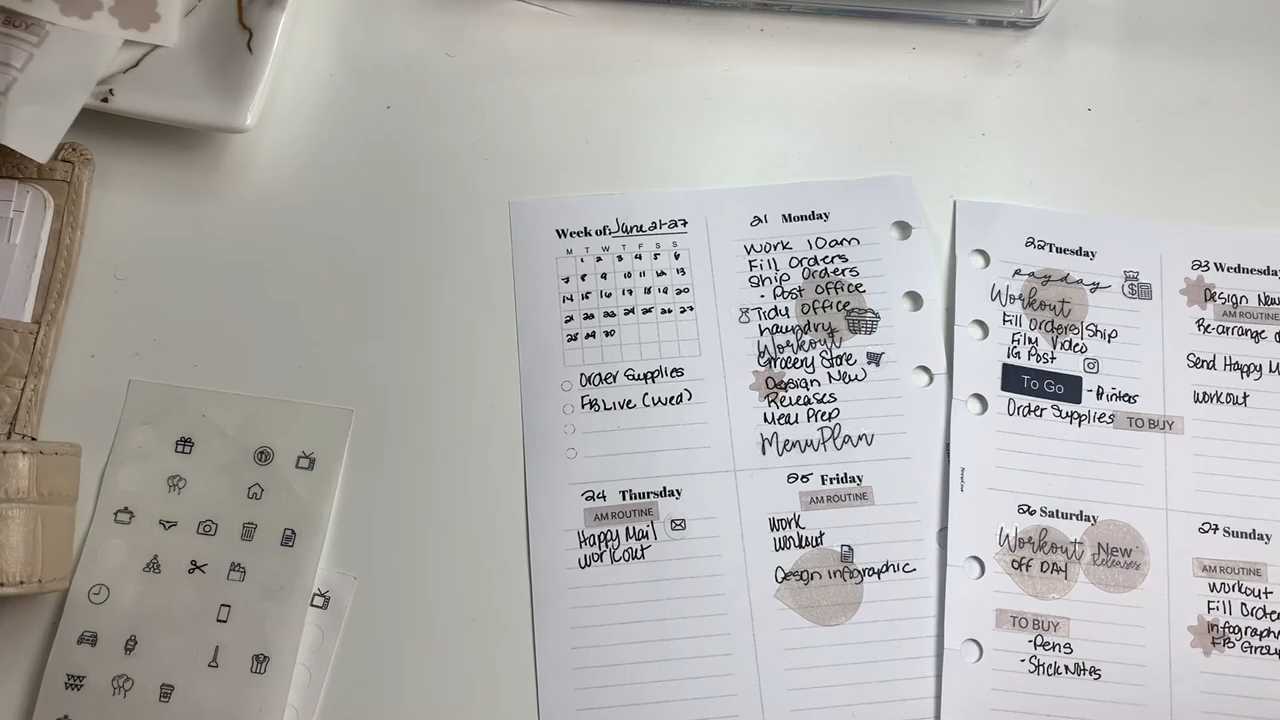 BUY
Week of: June 21-27
M T W T F S S
1 2 3 4 5 6
7 8 9 10 11 12 13
14 15 16 17 18 19 20
21 22 23 24 25 26 27
28 29 30
Order Supplies
FB Live (Wed)
21 Monday
Work 10am
Fill Orders
Ship Orders
- Post Office
Tidy Office
Laundry
Workout
Grocery Store
Design New
Releases
Meal Prep
Menu Plan
22 Tuesday
payday
Workout
Fill Orders/Ship
Film Video
IG Post
To Go
- Printers
Order Supplies
TO BUY
23 Wednesday
Design New
AM ROUTINE
Re-arrange
Send Happy M
workout
24 Thursday
AM ROUTINE
Happy Mail
workout
25 Friday
AM ROUTINE
Work
workout
Design Infographic
26 Saturday
Workout
New
Releases
OFF DAY
TO BUY
-Pens
-Stick Notes
27 Sunday
AM ROUTINE
workout
Fill Orde
Infograph
FB Grou